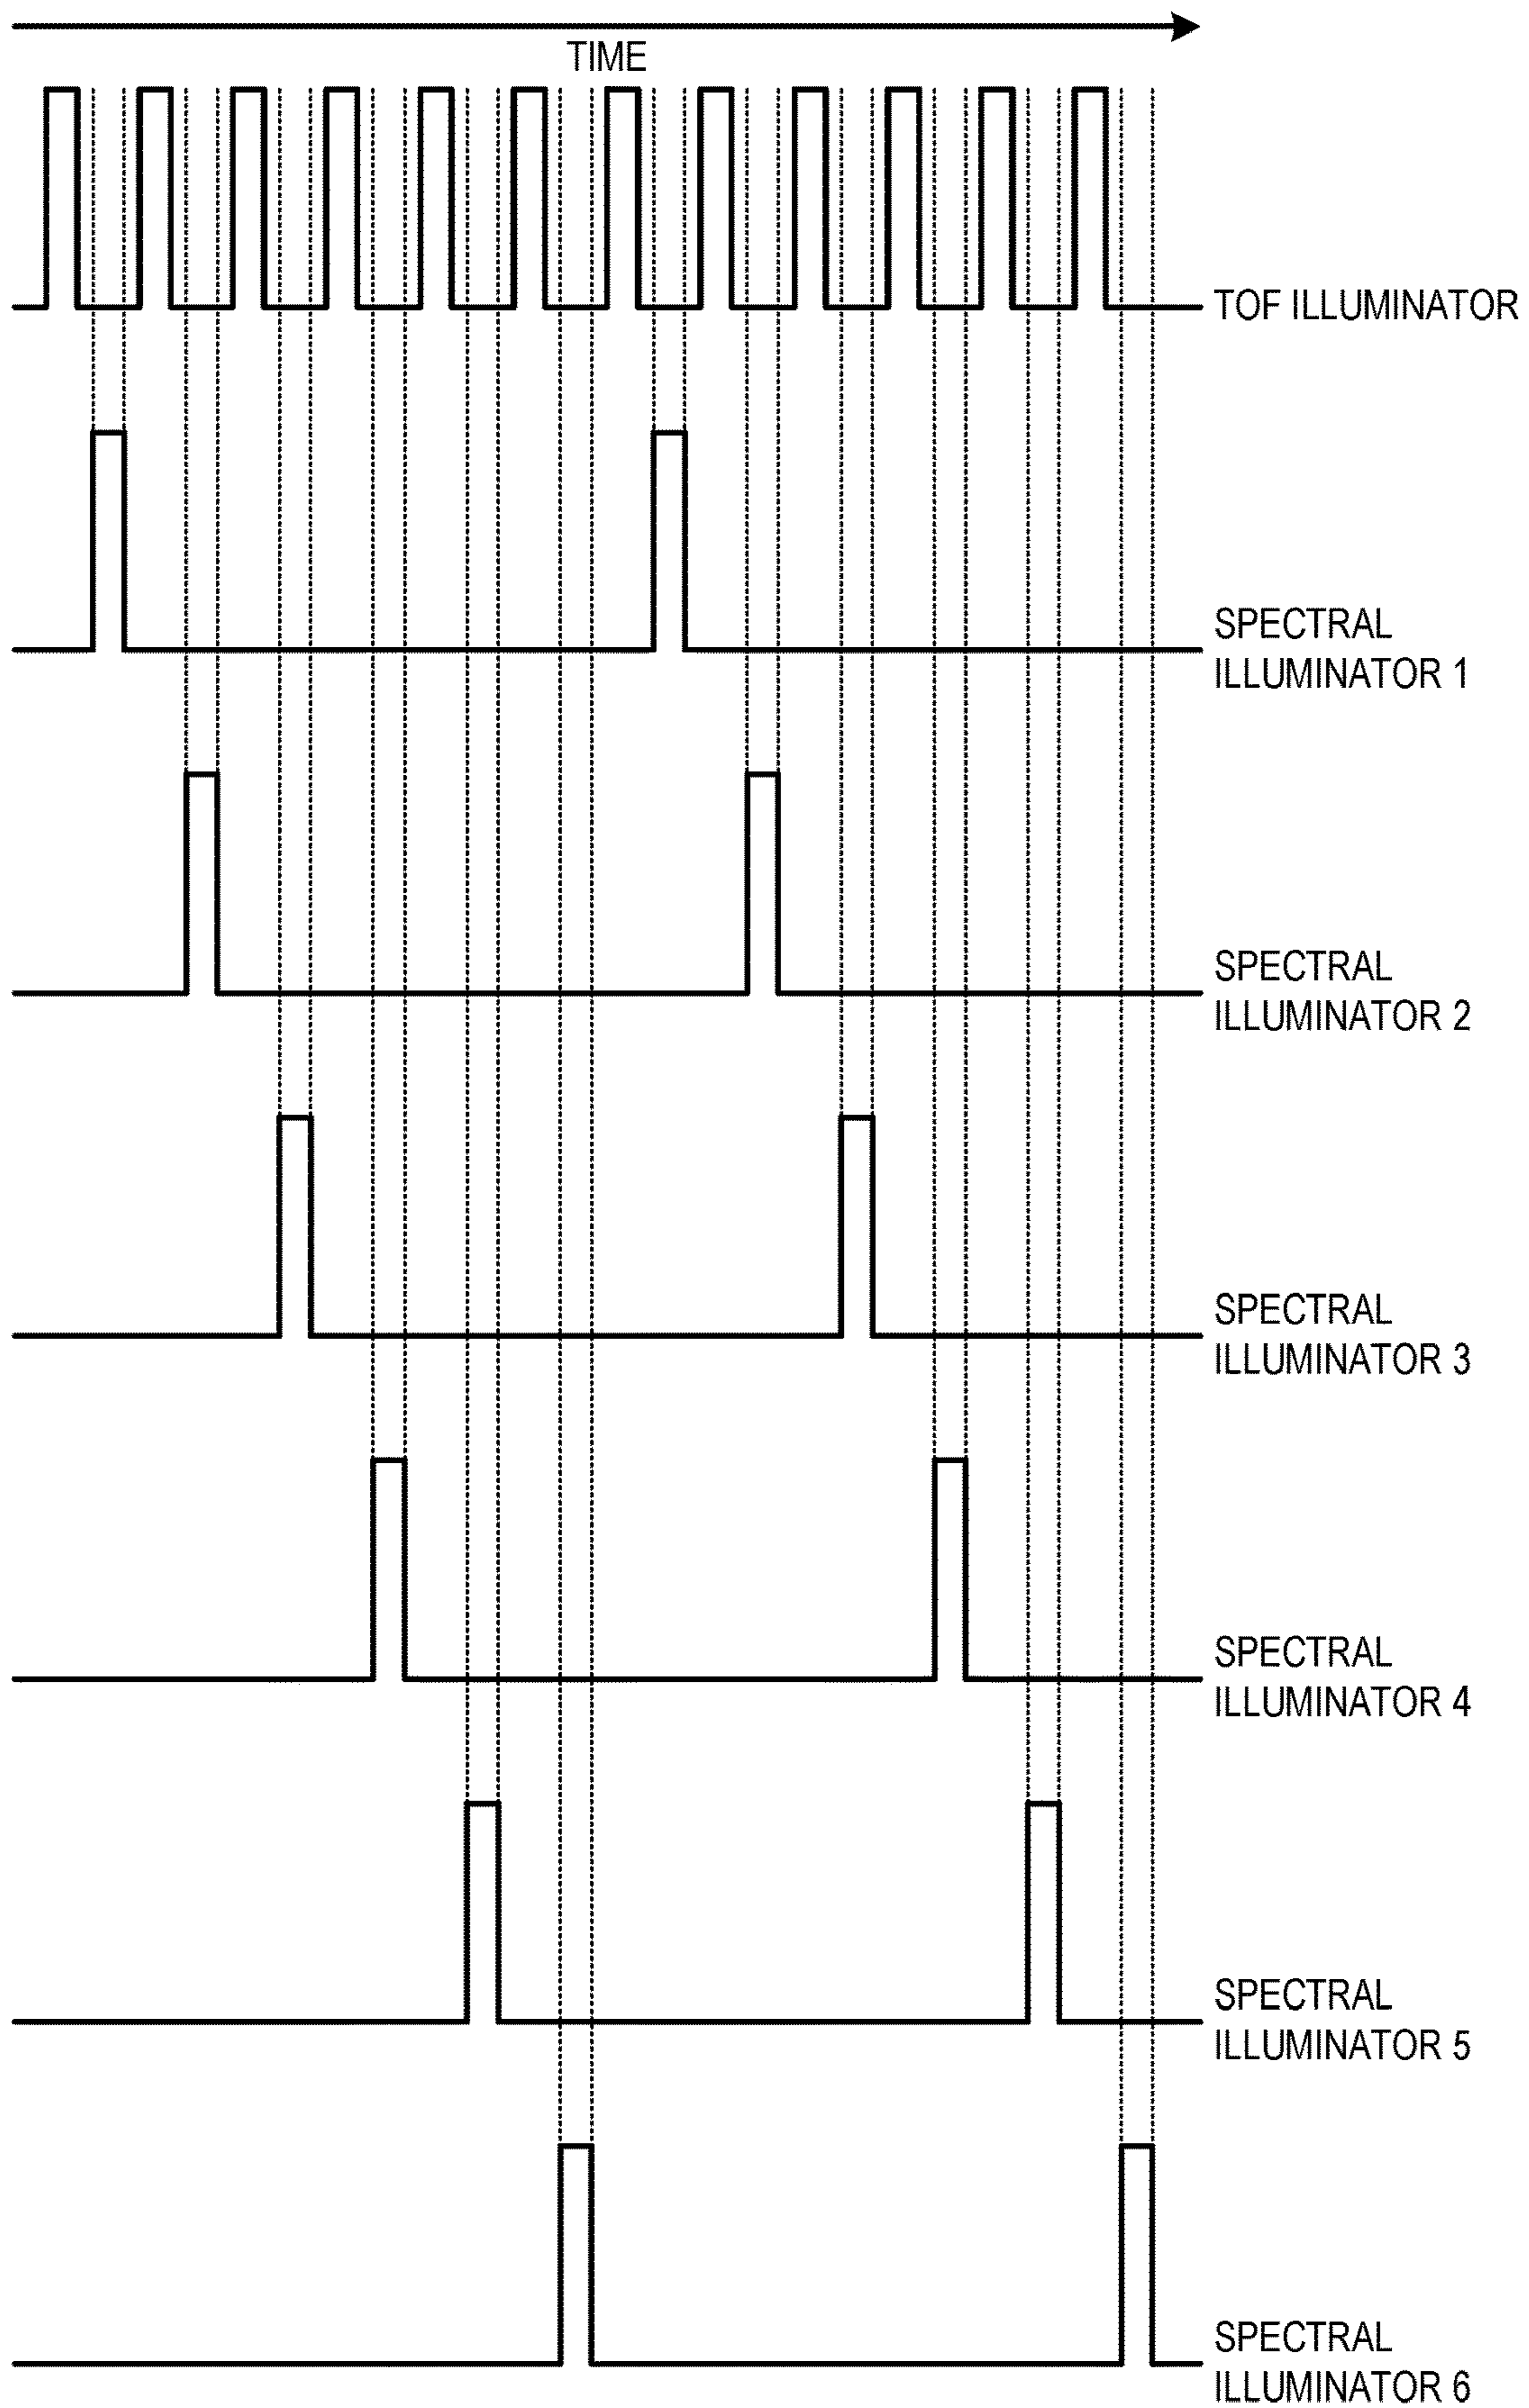 TIME
TOF ILLUMINATOR
SPECTRAL
ILLUMINATOR 1
SPECTRAL
ILLUMINATOR 2
SPECTRAL
ILLUMINATOR 3
SPECTRAL
ILLUMINATOR 4
SPECTRAL
ILLUMINATOR 5
SPECTRAL
ILLUMINATOR 6